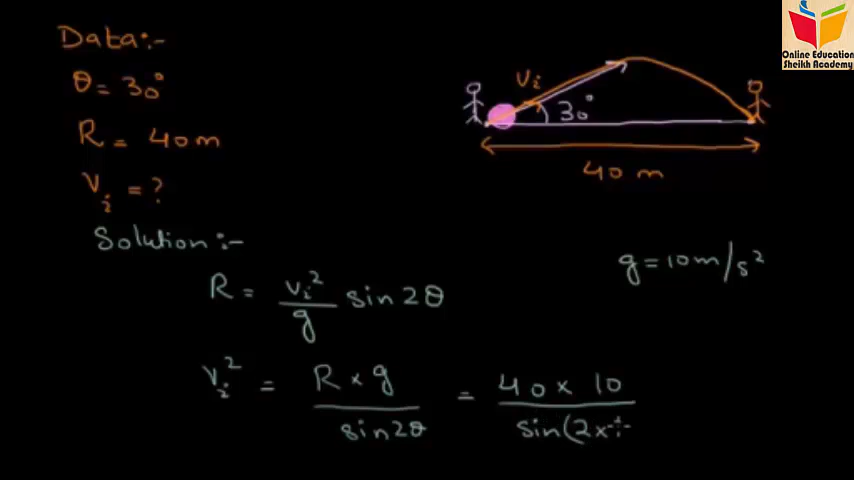 Data:-
θ = 30°
R = 40m
Vi = ?
Solution:-
R = vi²/g sin2θ
vi² = R × g / sin2θ = 40 × 10 / sin(2×
Vi
30°
40 m
g = 10m/s²
Online Education
Sheikh Academy